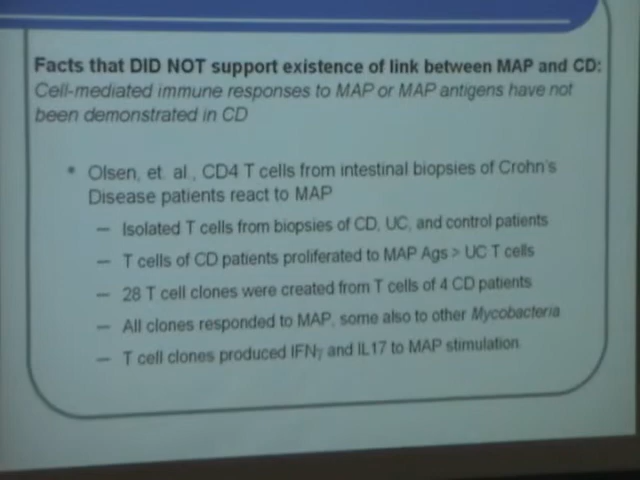 Facts that DID NOT support existence of link between MAP and CD:
Cell-mediated immune responses to MAP or MAP antigens have not
been demonstrated in CD
• Olsen, et. al., CD4 T cells from intestinal biopsies of Crohn's
Disease patients react to MAP
– Isolated T cells from biopsies of CD, UC, and control patients
– T cells of CD patients proliferated to MAP Ags > UC T cells
– 28 T cell clones were created from T cells of 4 CD patients
– All clones responded to MAP, some also to other Mycobacteria
– T cell clones produced IFNγ and IL17 to MAP stimulation